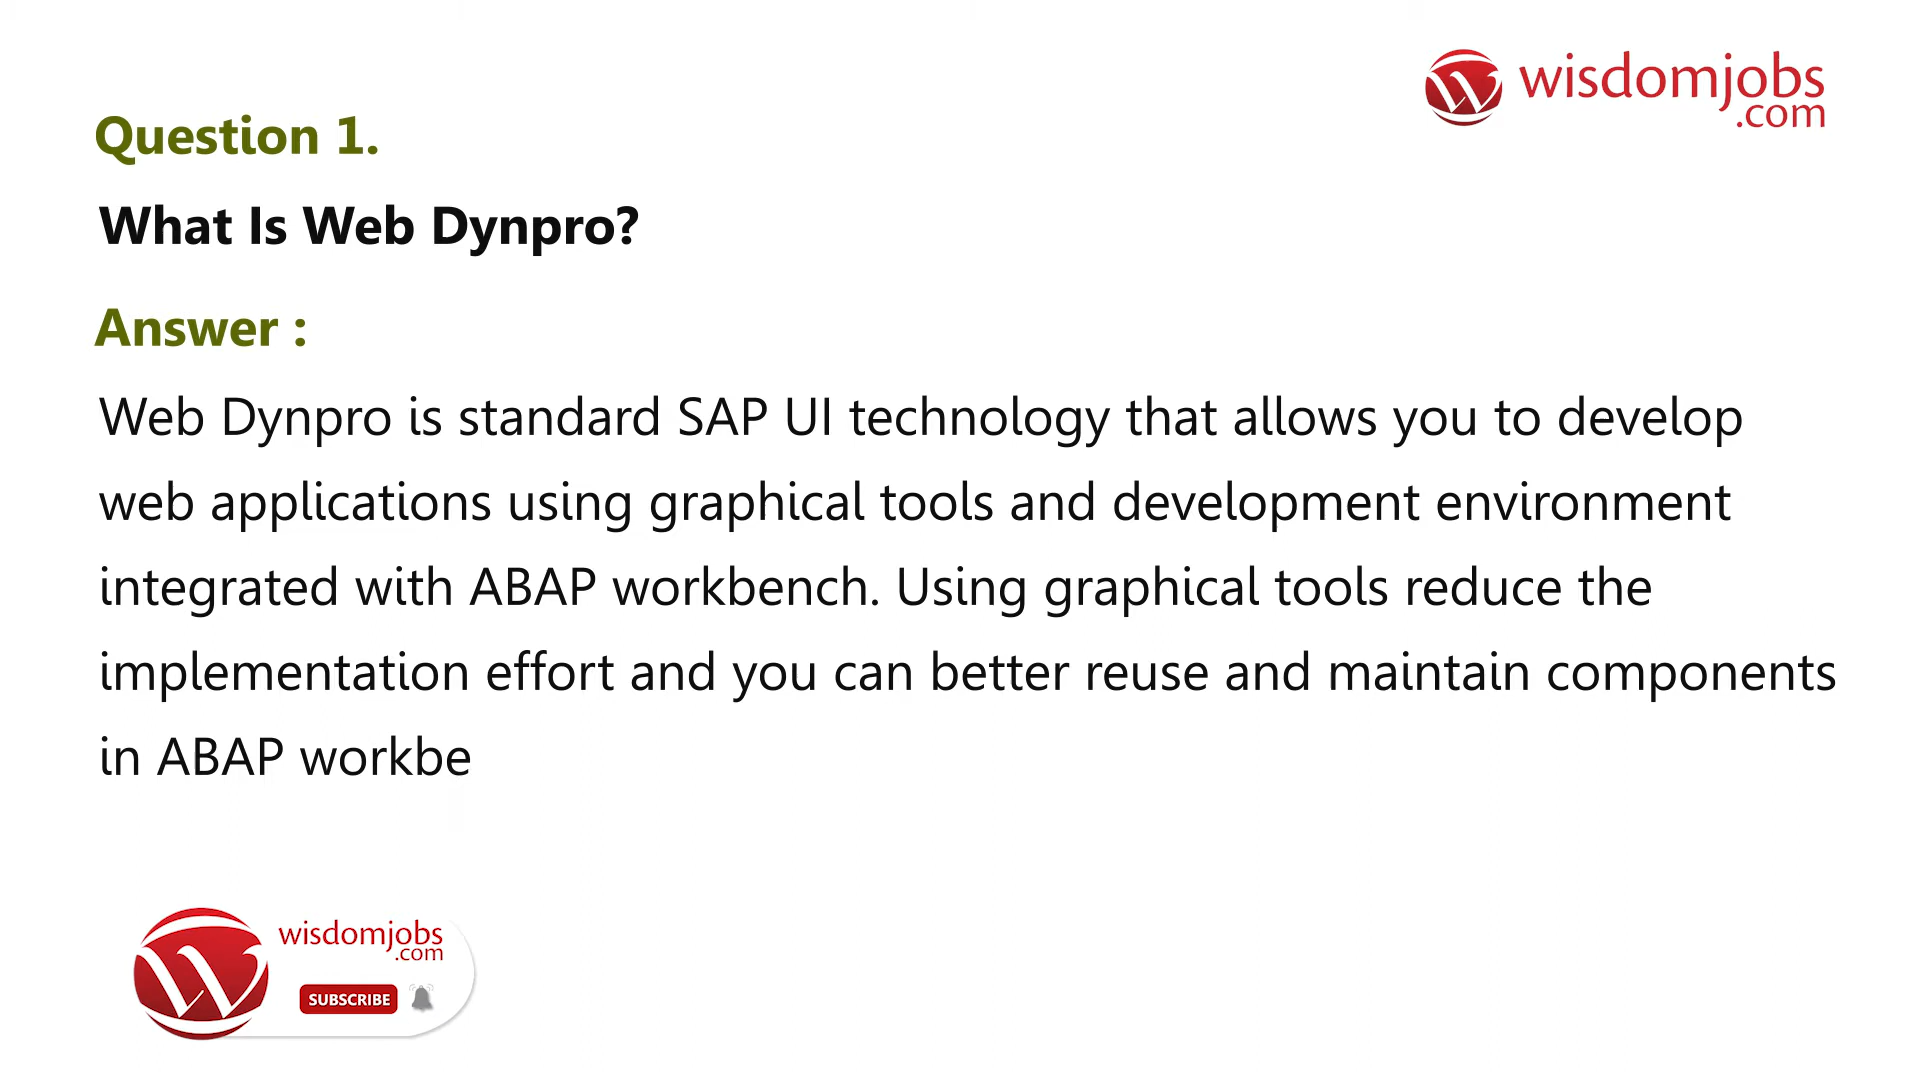 wisdomjobs
.com
Question 1.
What Is Web Dynpro?
Answer :
Web Dynpro is standard SAP UI technology that allows you to develop
web applications using graphical tools and development environment
integrated with ABAP workbench. Using graphical tools reduce the
implementation effort and you can better reuse and maintain components
in ABAP workbe
wisdomjobs
.com
SUBSCRIBE